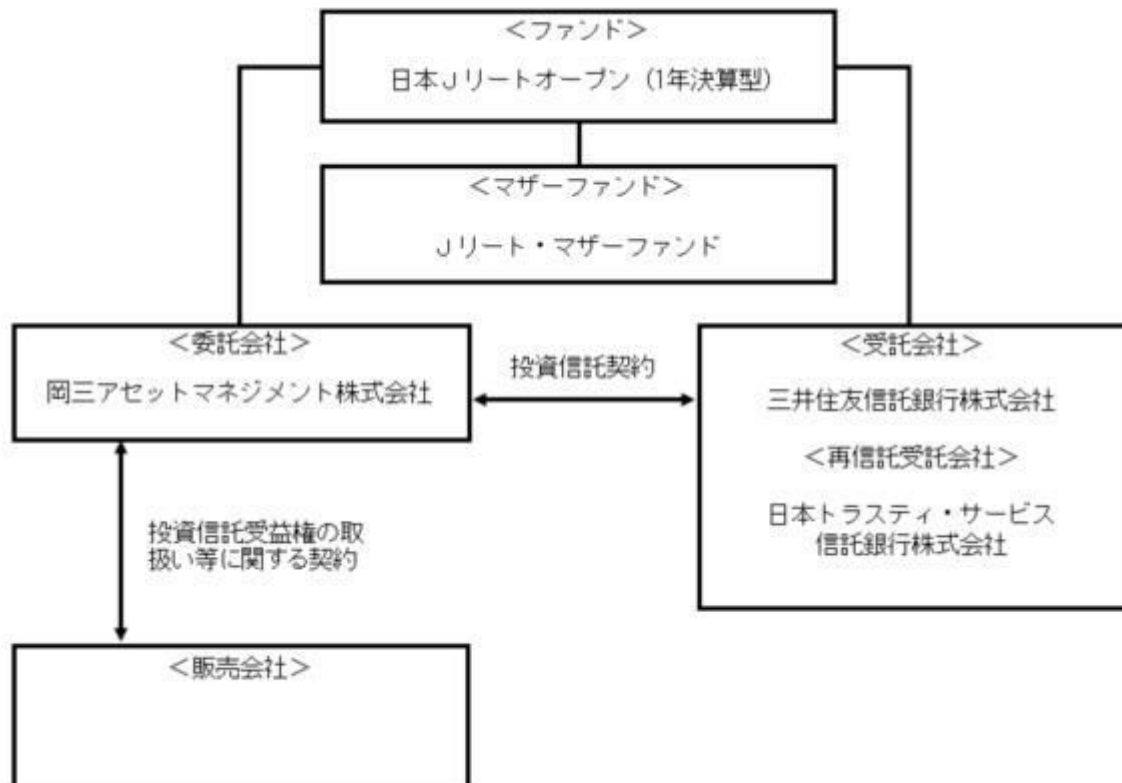 ＜ファンド＞
日本Ｊリートオープン（1年決算型）
＜マザーファンド＞
Ｊリート・マザーファンド
＜委託会社＞
岡三アセットマネジメント株式会社
投資信託契約
＜受託会社＞
三井住友信託銀行株式会社
＜再信託受託会社＞
日本トラスティ・サービス
信託銀行株式会社
投資信託受益権の取
扱い等に関する契約
＜販売会社＞